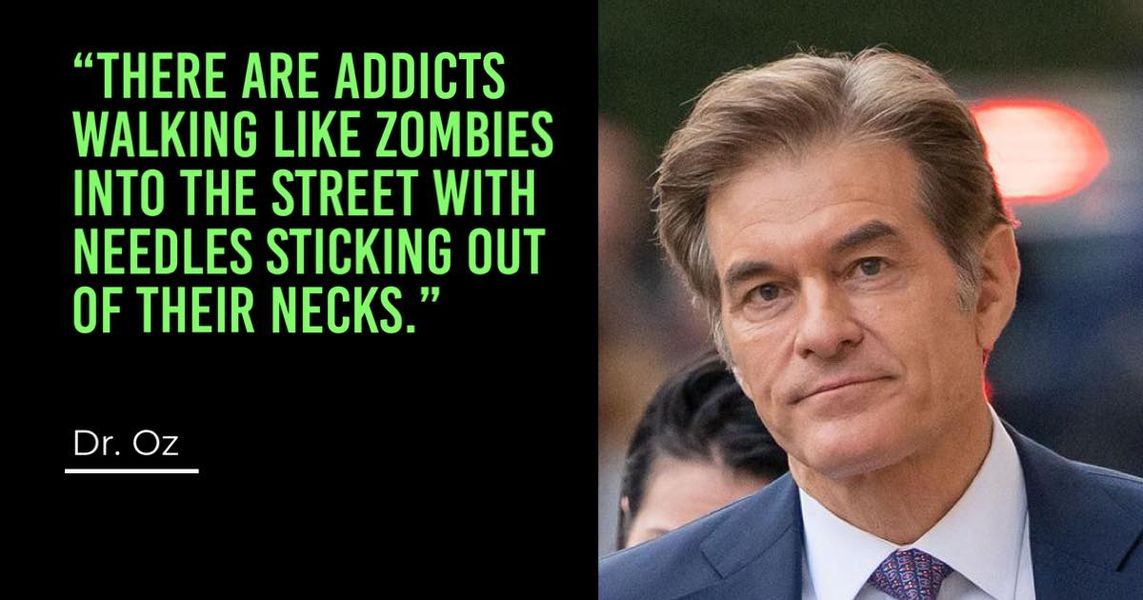 “THERE ARE ADDICTS
WALKING LIKE ZOMBIES
INTO THE STREET WITH
NEEDLES STICKING OUT
OF THEIR NECKS.”
Dr. Oz